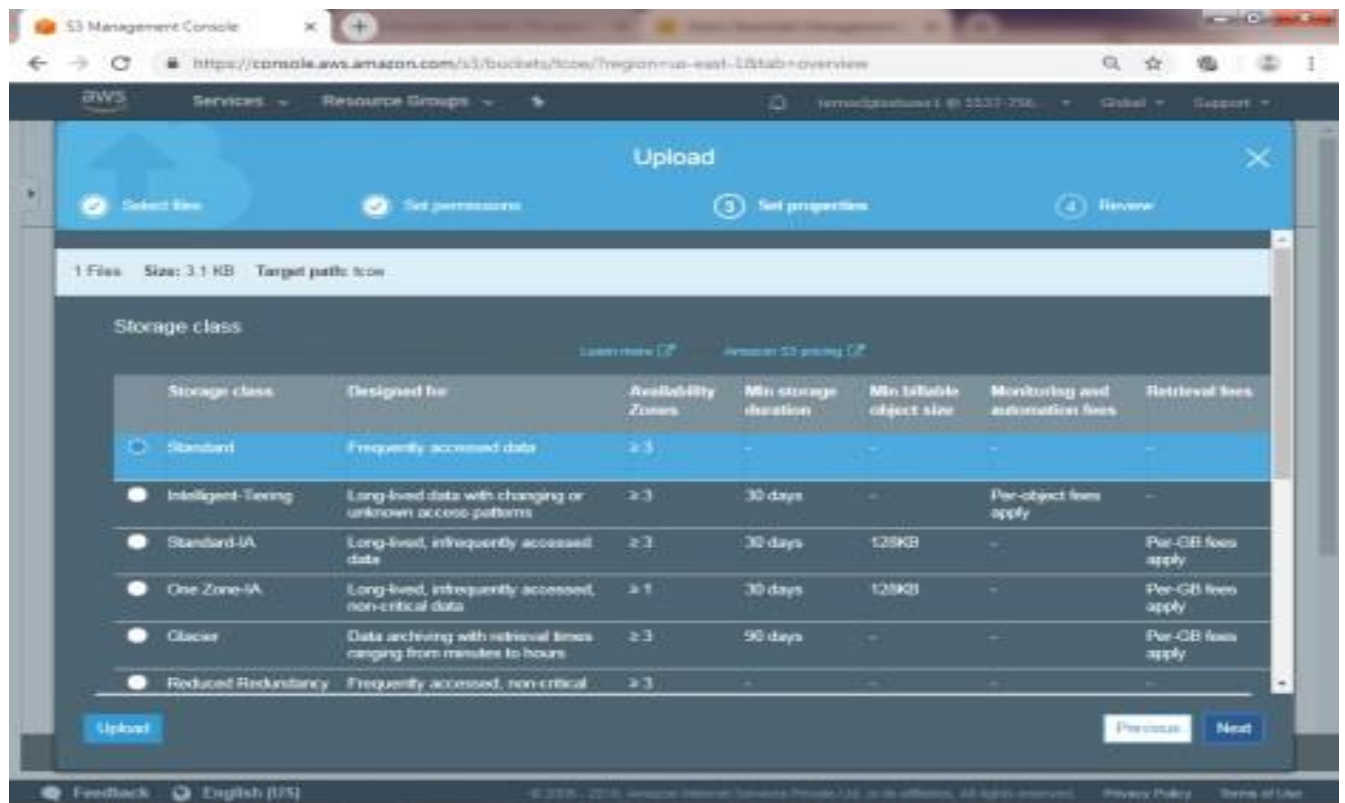 S3 Management Console
https://console.aws.amazon.com/s3/buckets/tcoe/?region=us-east-1&tab=overview
aws Services Resource Groups Global Support
Upload
Select files 3 Set properties 4 Review
Set permissions
1 Files Size: 3.1 KB Target path: tcoe
Storage class
Learn more Amazon S3 pricing
Storage class Designed for Availability Zones Min storage duration Min billable object size Monitoring and automation fees Retrieval fees
Standard Frequently accessed data ≥ 3 - - - -
Intelligent-Tiering Long-lived data with changing or unknown access patterns ≥ 3 30 days - Per-object fees apply -
Standard-IA Long-lived, infrequently accessed data ≥ 3 30 days 128KB - Per-GB fees apply
One Zone-IA Long-lived, infrequently accessed, non-critical data ≥ 1 30 days 128KB - Per-GB fees apply
Glacier Data archiving with retrieval times ranging from minutes to hours ≥ 3 90 days - - Per-GB fees apply
Reduced Redundancy Frequently accessed, non-critical ≥ 3 - - - -
Upload Previous Next
Feedback English (US) Privacy Policy Terms of Use